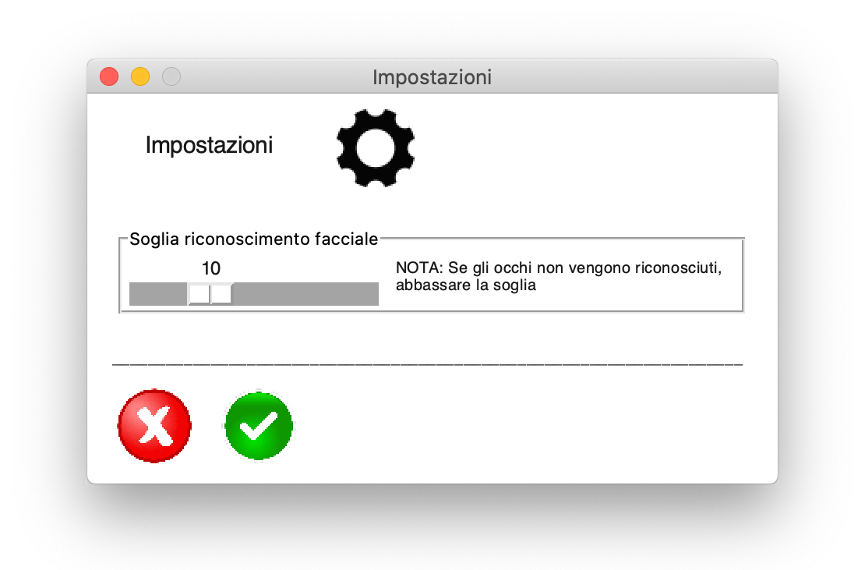 Impostazioni
Impostazioni
Soglia riconoscimento facciale
10
NOTA: Se gli occhi non vengono riconosciuti,
abbassare la soglia